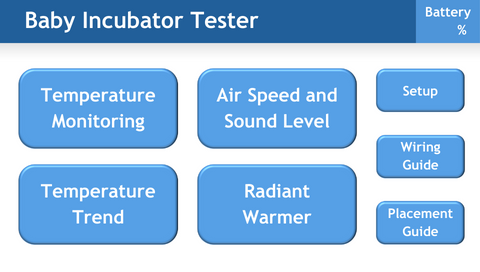 Baby Incubator Tester
Battery
%
Temperature
Monitoring
Air Speed and
Sound Level
Setup
Wiring
Guide
Temperature
Trend
Radiant
Warmer
Placement
Guide